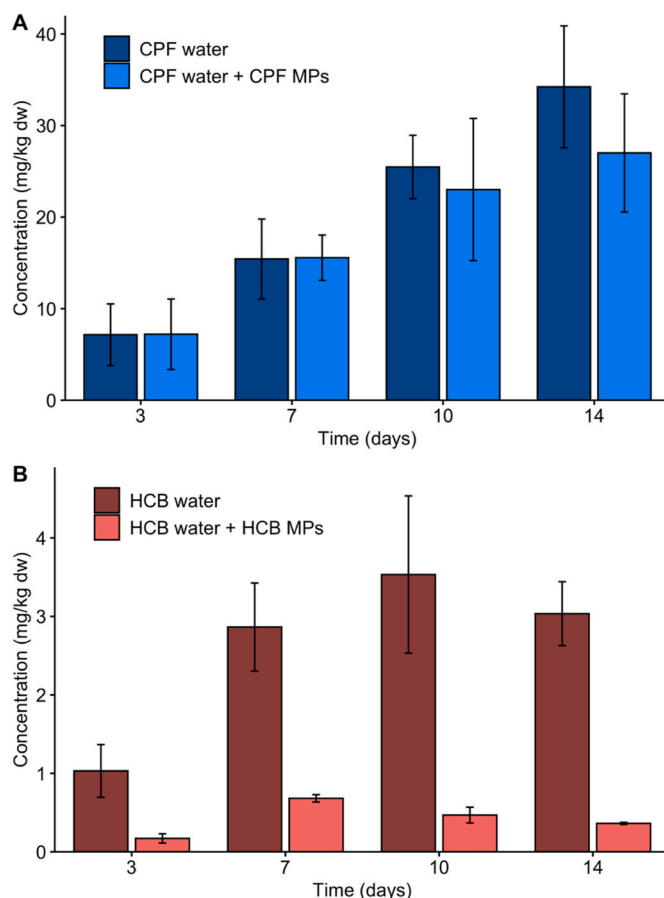 A
CPF water
CPF water + CPF MPs
Concentration (mg/kg dw)
40
30
20
10
0
3 7 10 14
Time (days)
B
HCB water
HCB water + HCB MPs
Concentration (mg/kg dw)
4
3
2
1
0
3 7 10 14
Time (days)